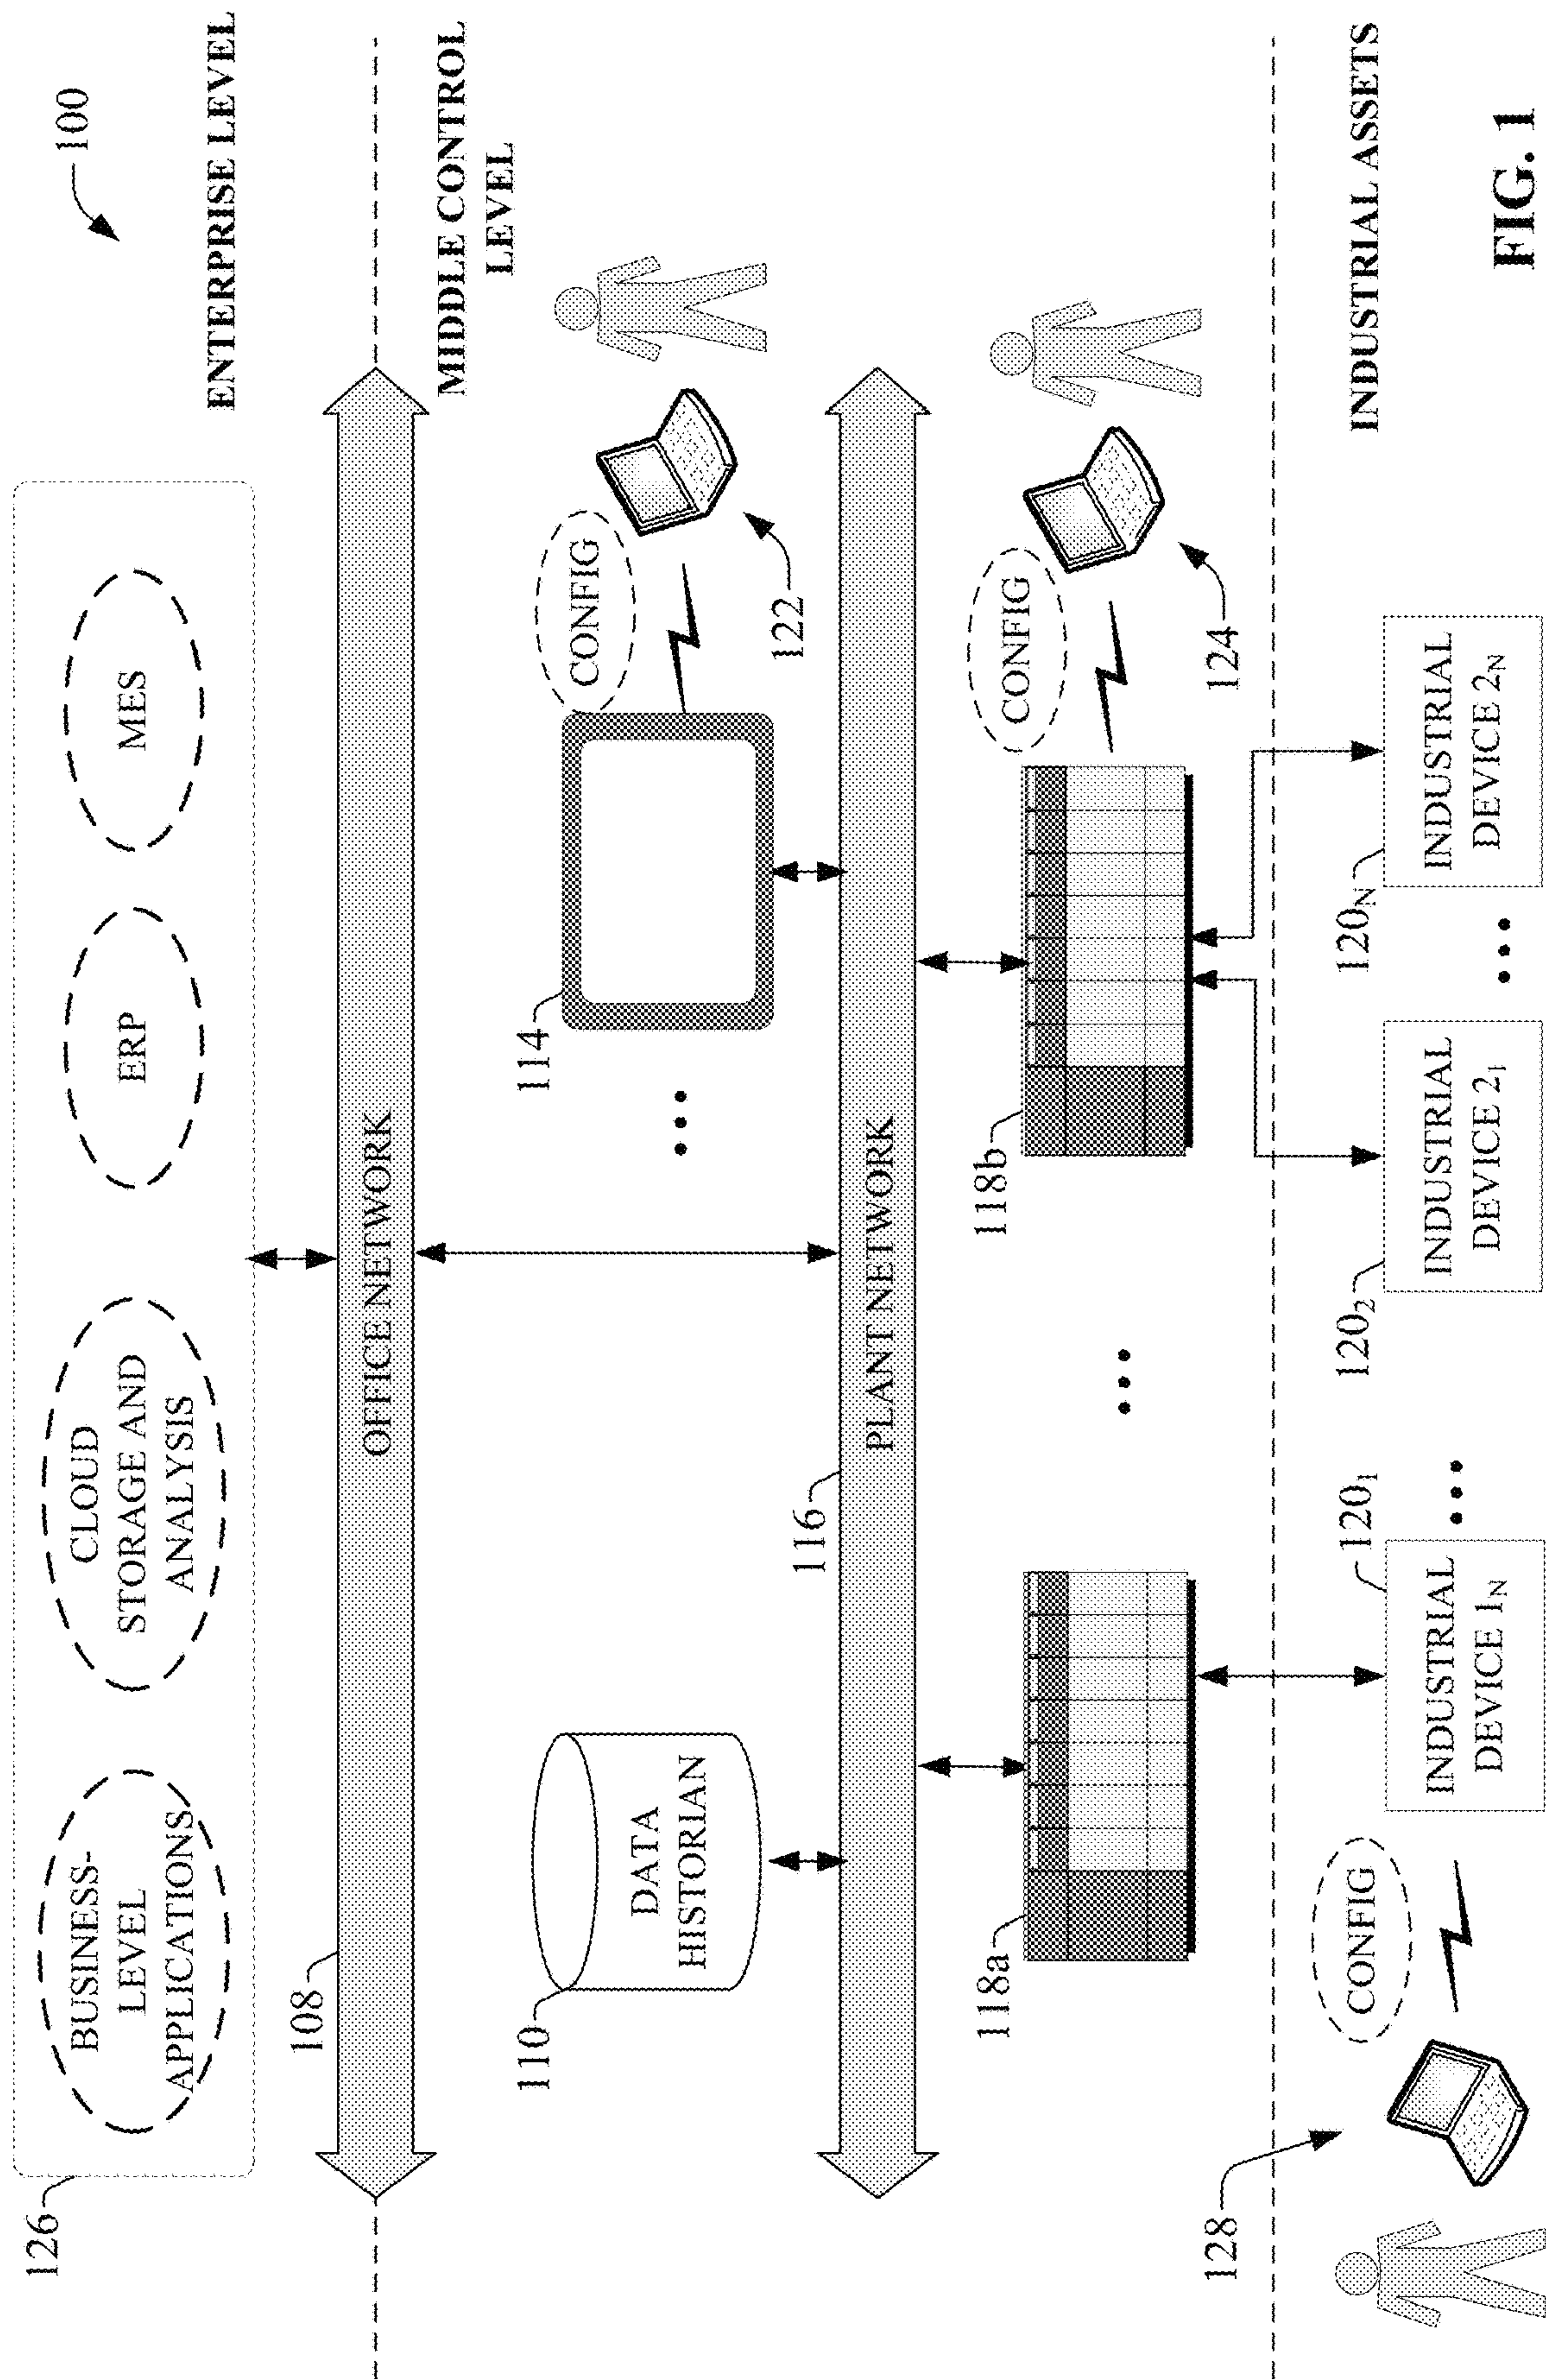 100
126
BUSINESS-
LEVEL
APPLICATIONS
CLOUD
STORAGE AND
ANALYSIS
ERP
MES
ENTERPRISE LEVEL
108
OFFICE NETWORK
MIDDLE CONTROL
LEVEL
110
DATA
HISTORIAN
114
CONFIG
122
116
PLANT NETWORK
118a
118b
CONFIG
124
128
CONFIG
120₁
INDUSTRIAL
DEVICE 1N
120₂
INDUSTRIAL
DEVICE 2₁
120N
INDUSTRIAL
DEVICE 2N
INDUSTRIAL ASSETS
FIG. 1